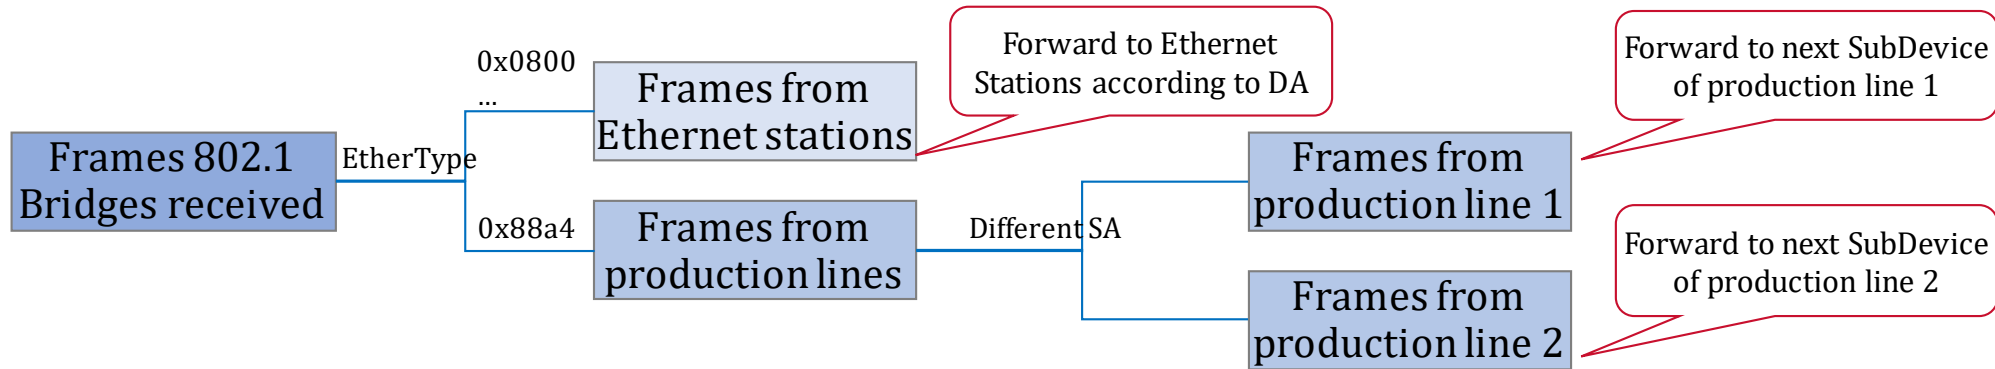 Frames 802.1
Bridges received
EtherType
0x0800
...
0x88a4
Frames from
Ethernet stations
Forward to Ethernet
Stations according to DA
Frames from
production lines
Different SA
Frames from
production line 1
Forward to next SubDevice
of production line 1
Frames from
production line 2
Forward to next SubDevice
of production line 2